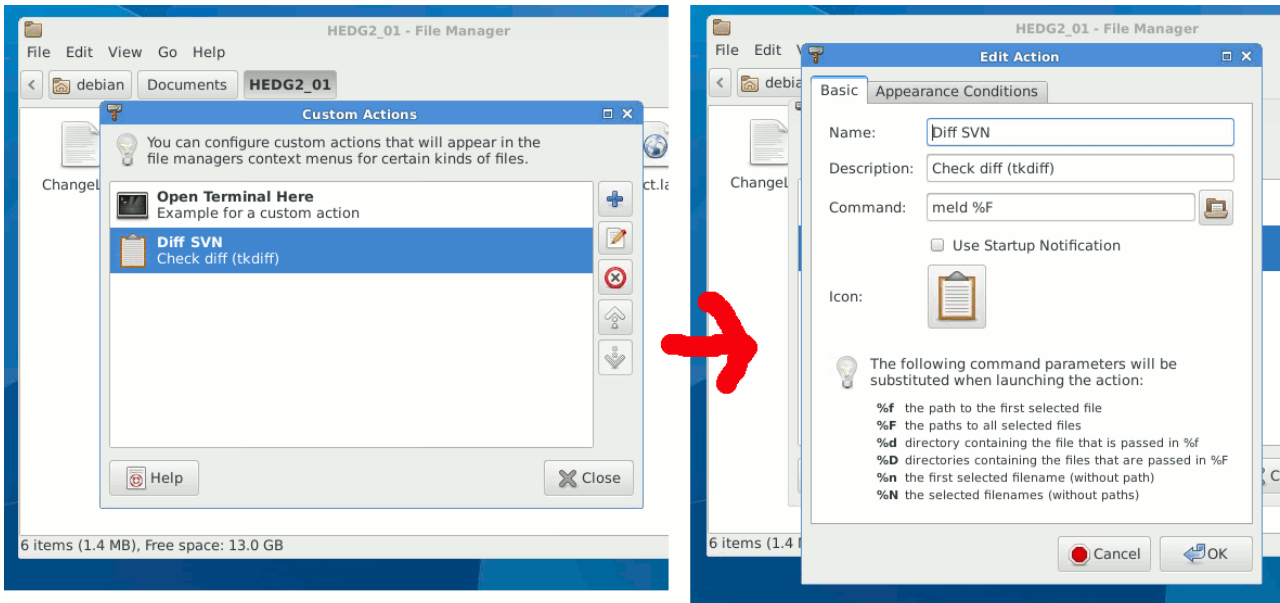 HEDG2_01 - File Manager
File Edit View Go Help
debian Documents HEDG2_01
Custom Actions
You can configure custom actions that will appear in the
file managers context menus for certain kinds of files.
ChangeL
ct.la
Open Terminal Here
Example for a custom action
Diff SVN
Check diff (tkdiff)
Help
Close
6 items (1.4 MB), Free space: 13.0 GB
HEDG2_01 - File Manager
File Edit V
debia
Edit Action
Basic Appearance Conditions
Name: Diff SVN
Description: Check diff (tkdiff)
ChangeL
Command: meld %F
Use Startup Notification
Icon:
The following command parameters will be
substituted when launching the action:
%f the path to the first selected file
%F the paths to all selected files
%d directory containing the file that is passed in %f
%D directories containing the files that are passed in %F
%n the first selected filename (without path)
%N the selected filenames (without paths)
C
6 items (1.4
Cancel OK